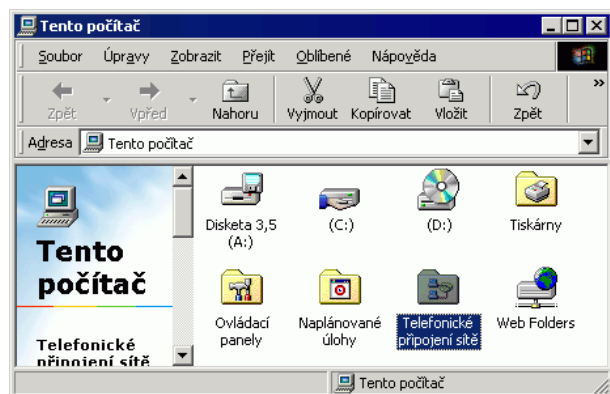 Tento počítač
Soubor Úpravy Zobrazit Přejít Oblíbené Nápověda
Zpět Vpřed Nahoru Vyjmout Kopírovat Vložit Zpět »
Adresa Tento počítač
Tento
počítač
Telefonické
připojení sítě
Disketa 3,5
(A:)
(C:)
(D:)
Tiskárny
Ovládací
panely
Naplánované
úlohy
Telefonické
připojení sítě
Web Folders
Tento počítač